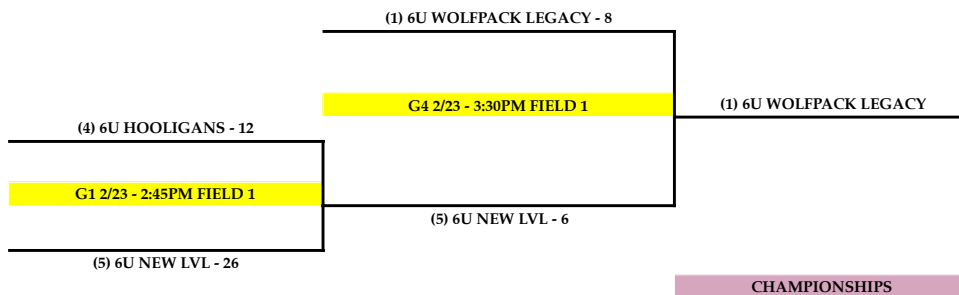 (1) 6U WOLFPACK LEGACY - 8
G4 2/23 - 3:30PM FIELD 1
(1) 6U WOLFPACK LEGACY
(4) 6U HOOLIGANS - 12
G1 2/23 - 2:45PM FIELD 1
(5) 6U NEW LVL - 6
(5) 6U NEW LVL - 26
CHAMPIONSHIPS